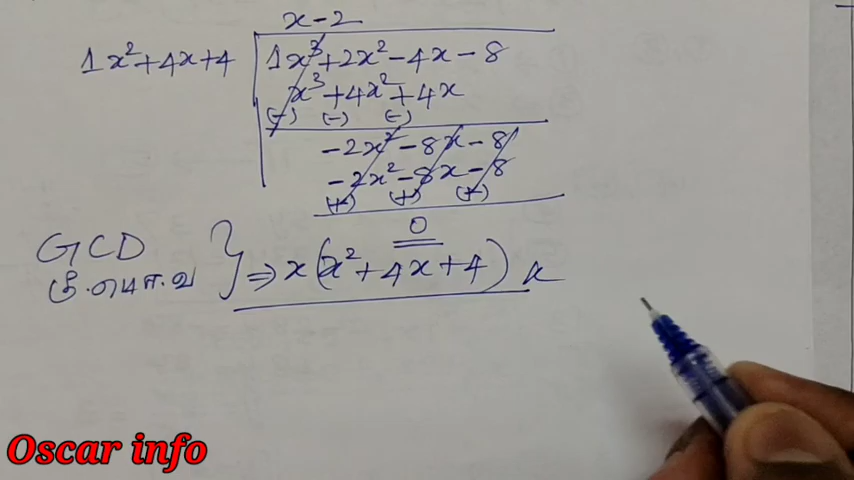 x-2
1x²+4x+4 1x³+2x²-4x-8
x³+4x²+4x
(-) (-) (-)
-2x²-8x-8
-2x²-8x-8
(+) (+) (+)
0
GCD } ⇒ x(x²+4x+4)
மீ.பொ.வ
Oscar info